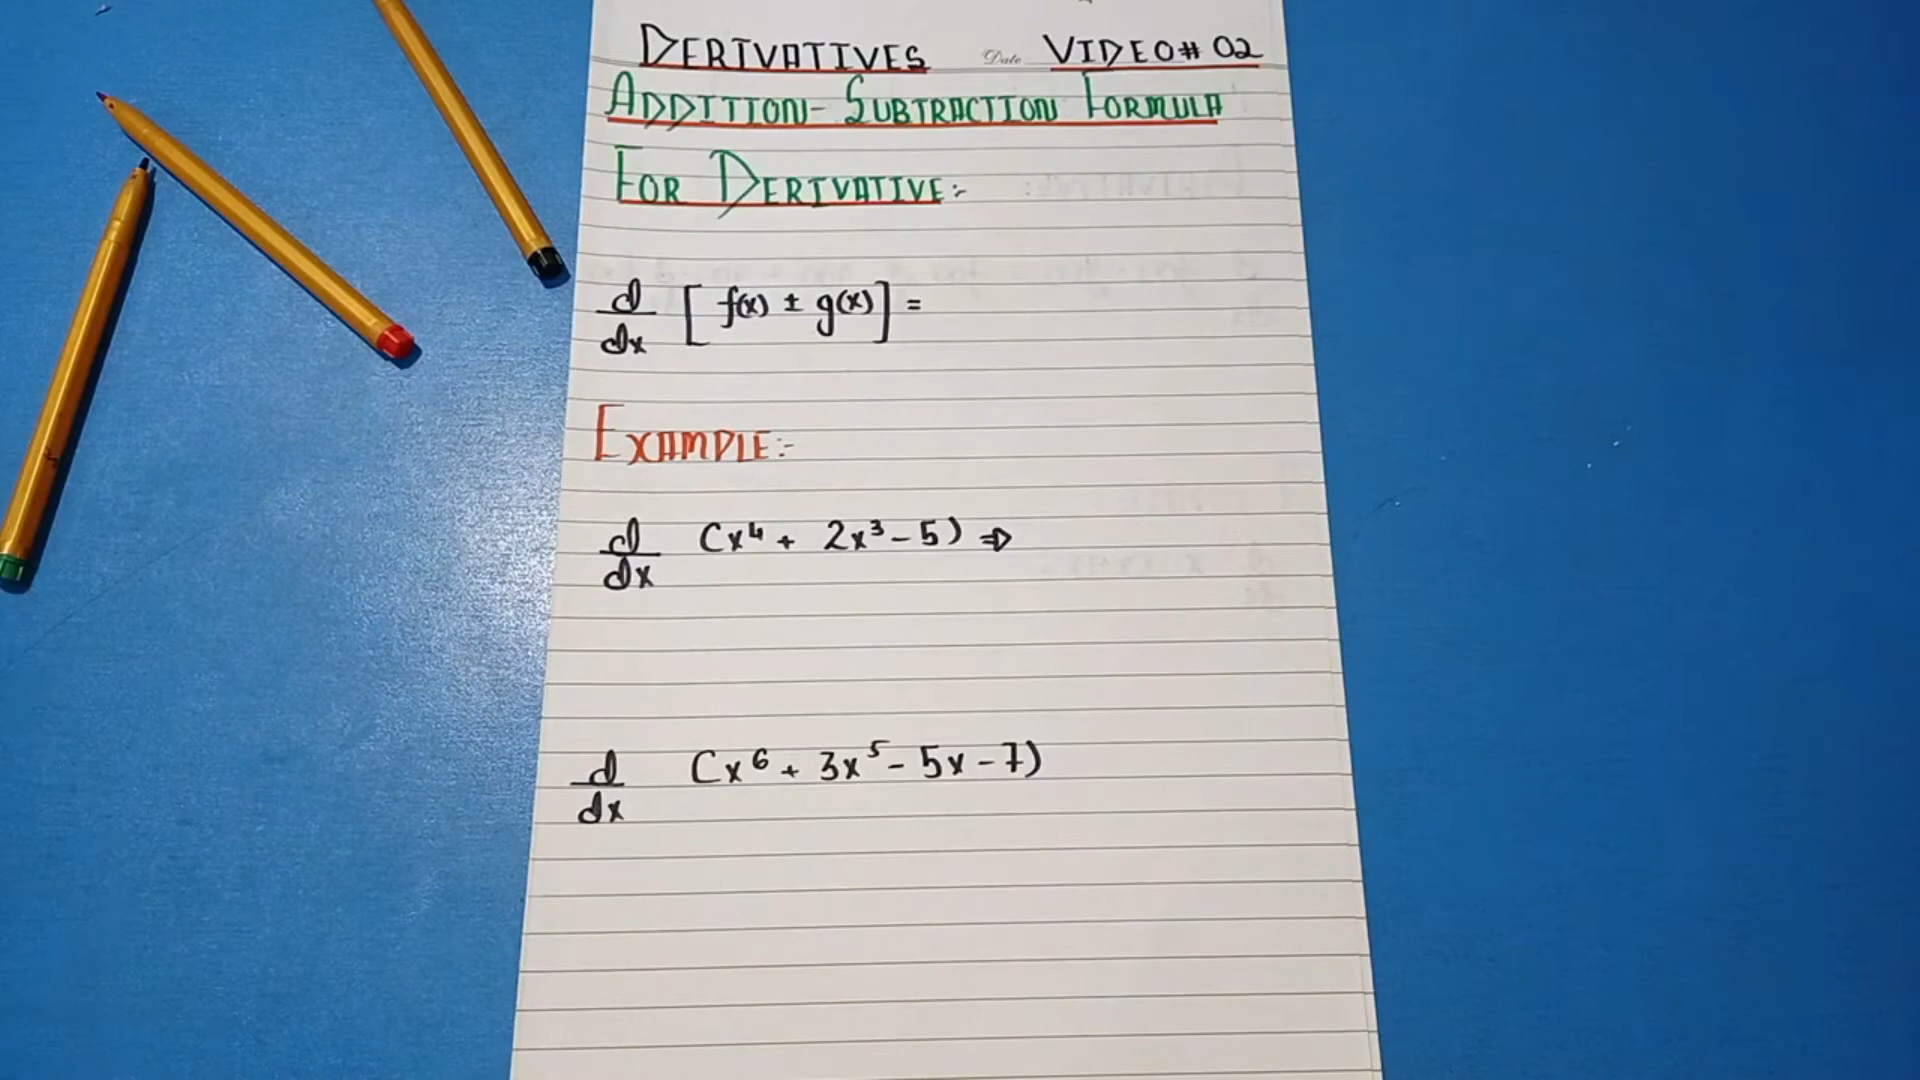 DERIVATIVES Date VIDEO# 02
ADDITION-SUBTRACTION FORMULA
FOR DERIVATIVE:-
d/dx [f(x) ± g(x)] =
EXAMPLE:-
d/dx (x⁴ + 2x³ - 5) ⇒
d/dx (x⁶ + 3x⁵ - 5x - 7)